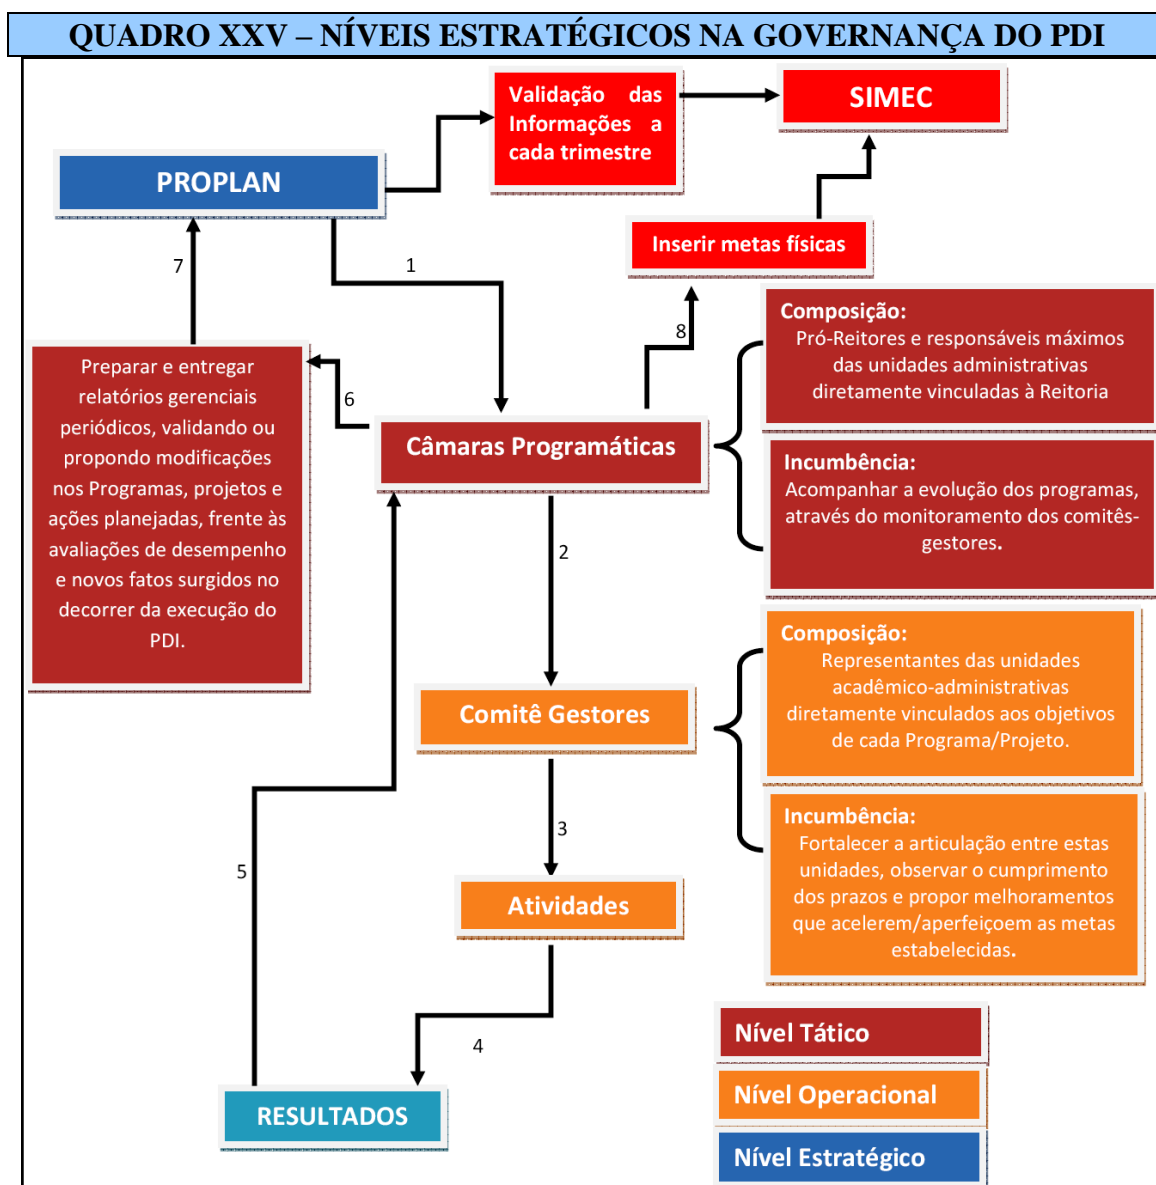 QUADRO XXV – NÍVEIS ESTRATÉGICOS NA GOVERNANÇA DO PDI
Validação das
Informações a
cada trimestre
SIMEC
PROPLAN
Inserir metas físicas
7
1
8
Composição:
Pró-Reitores e responsáveis máximos
das unidades administrativas
diretamente vinculadas à Reitoria
Preparar e entregar
relatórios gerenciais
periódicos, validando ou
propondo modificações
nos Programas, projetos e
ações planejadas, frente às
avaliações de desempenho
e novos fatos surgidos no
decorrer da execução do
PDI.
6
Câmaras Programáticas
Incumbência:
Acompanhar a evolução dos programas,
através do monitoramento dos comitês-
gestores.
2
Composição:
Representantes das unidades
acadêmico-administrativas
diretamente vinculados aos objetivos
de cada Programa/Projeto.
Comitê Gestores
3
5
Incumbência:
Fortalecer a articulação entre estas
unidades, observar o cumprimento
dos prazos e propor melhoramentos
que acelerem/aperfeiçoem as metas
estabelecidas.
Atividades
4
RESULTADOS
Nível Tático
Nível Operacional
Nível Estratégico